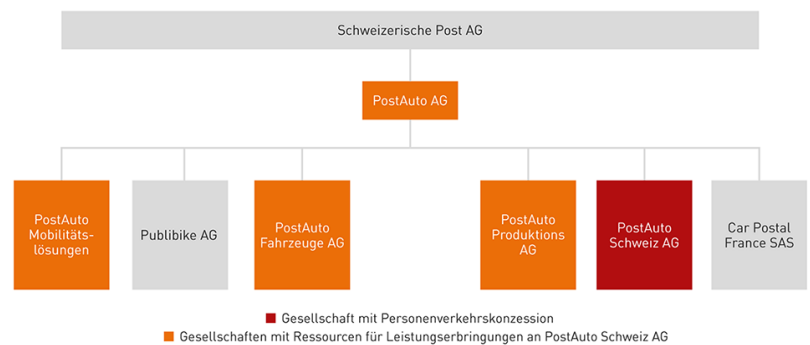 Schweizerische Post AG
PostAuto AG
PostAuto
Mobilitäts-
lösungen
Publibike AG
PostAuto
Fahrzeuge AG
PostAuto
Produktions
AG
PostAuto
Schweiz AG
Car Postal
France SAS
Gesellschaft mit Personenverkehrskonzession
Gesellschaften mit Ressourcen für Leistungserbringungen an PostAuto Schweiz AG